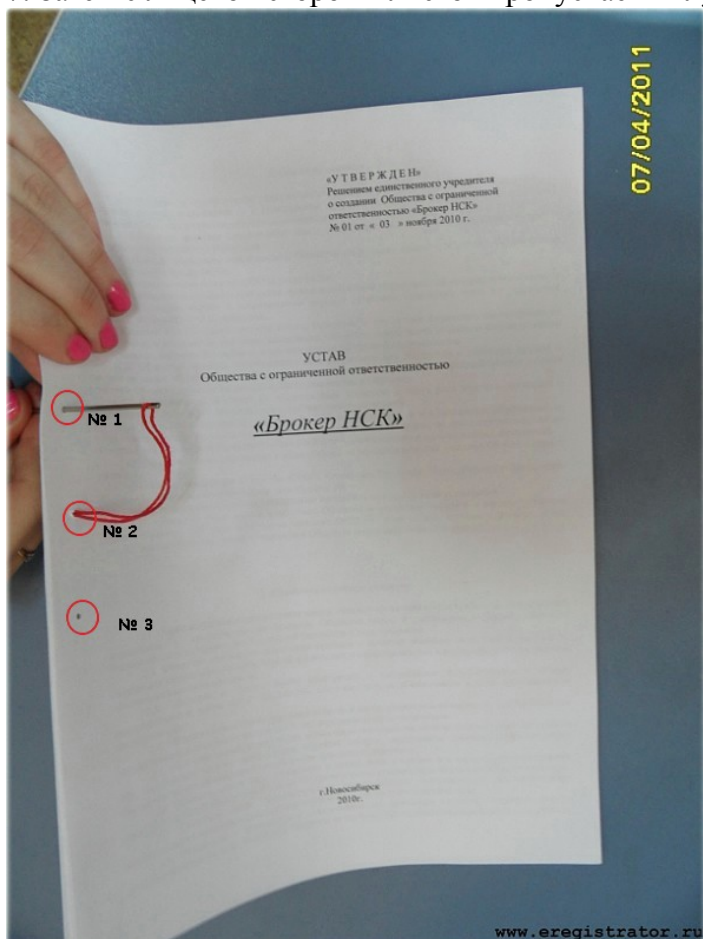 07/04/2011
«У Т В Е Р Ж Д Е Н»
Решением единственного учредителя
о создании Общества с ограниченной
ответственностью «Брокер НСК»
№ 01 от « 03 » ноября 2010 г.
УСТАВ
Общества с ограниченной ответственностью
«Брокер НСК»
№ 1
№ 2
№ 3
г.Новосибирск
2010г.
www.eregistrator.ru